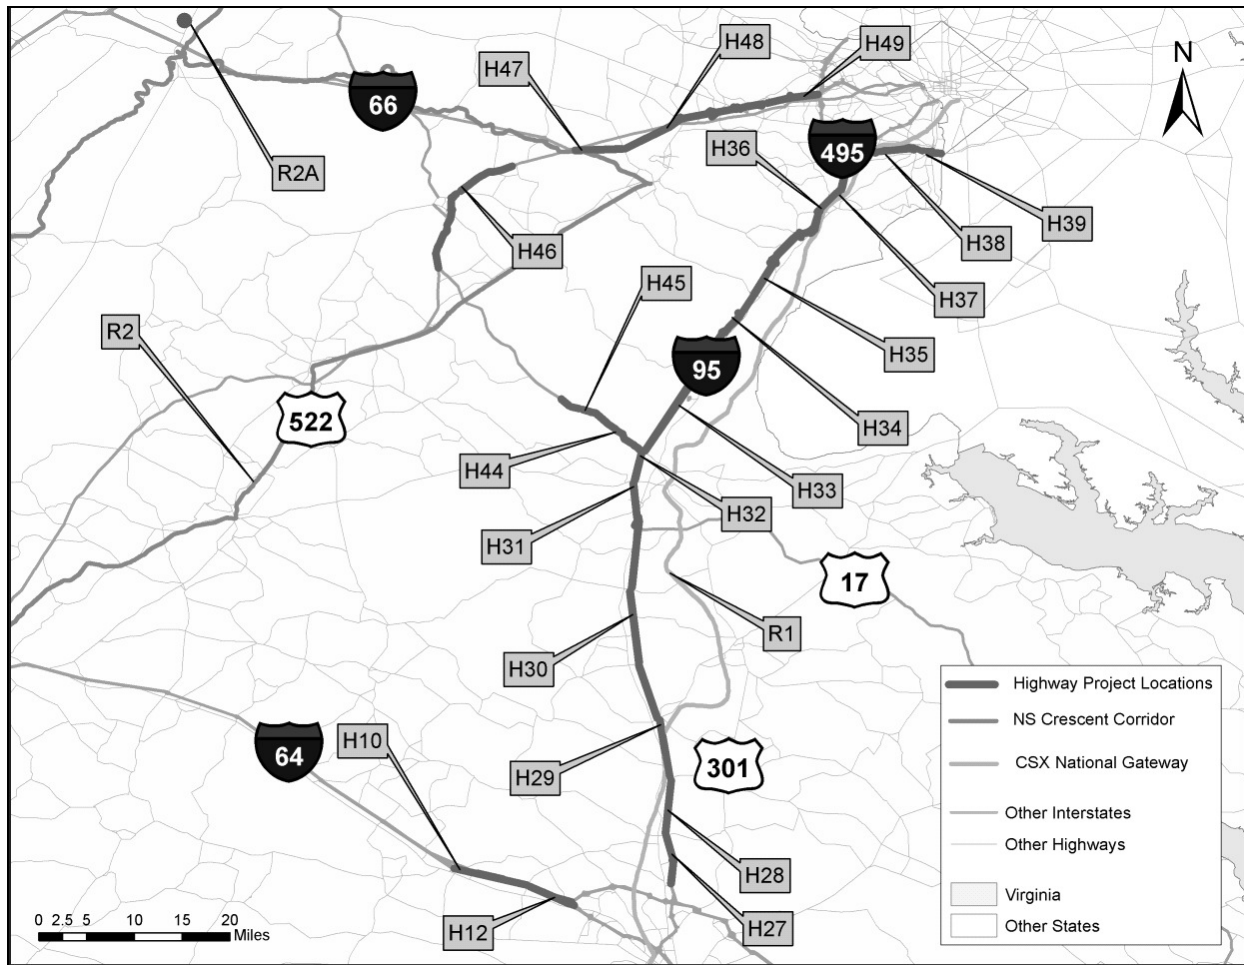 H48
H49
H47
N
66
R2A
H36
495
H46
H38
H39
H45
H37
R2
H35
95
522
H34
H44
H33
H32
H31
17
R1
H30
Highway Project Locations
NS Crescent Corridor
CSX National Gateway
Other Interstates
Other Highways
Virginia
Other States
64
H10
H29
301
H28
H12
H27
0 2.5 5 10 15 20
Miles